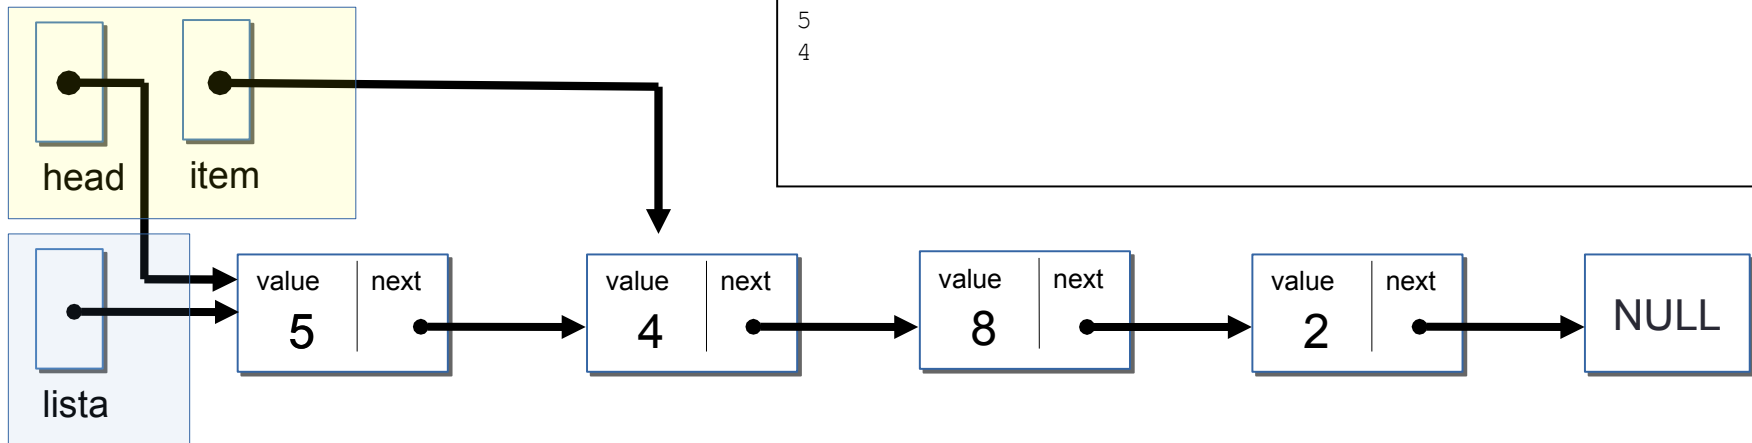 5
4
head item
value next value next value next value next
5 4 8 2 NULL
lista